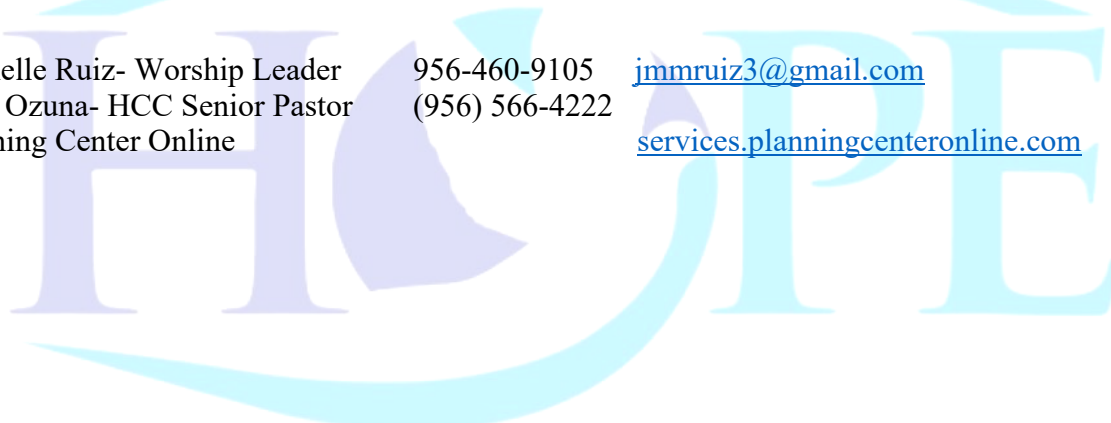 HOPE
elle Ruiz- Worship Leader 956-460-9105 jmmruiz3@gmail.com
Ozuna- HCC Senior Pastor (956) 566-4222
ning Center Online services.planningcenteronline.com